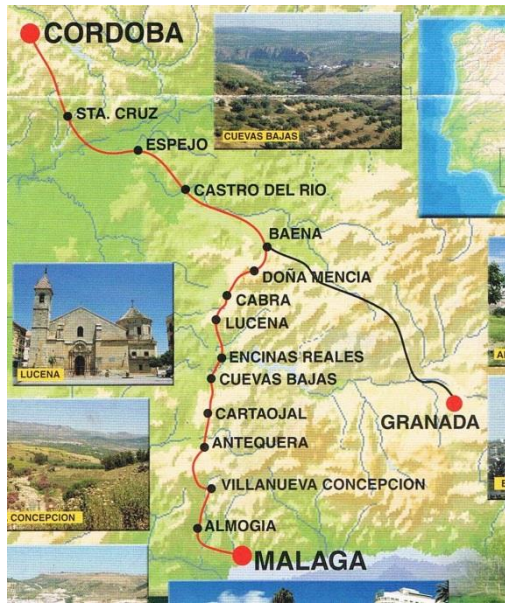 CORDOBA
STA. CRUZ
ESPEJO
CUEVAS BAJAS
CASTRO DEL RIO
BAENA
DOÑA MENCIA
CABRA
LUCENA
LUCENA
ENCINAS REALES
CUEVAS BAJAS
CARTAOJAL
GRANADA
ANTEQUERA
VILLANUEVA CONCEPCION
CONCEPCION
ALMOGIA
MALAGA